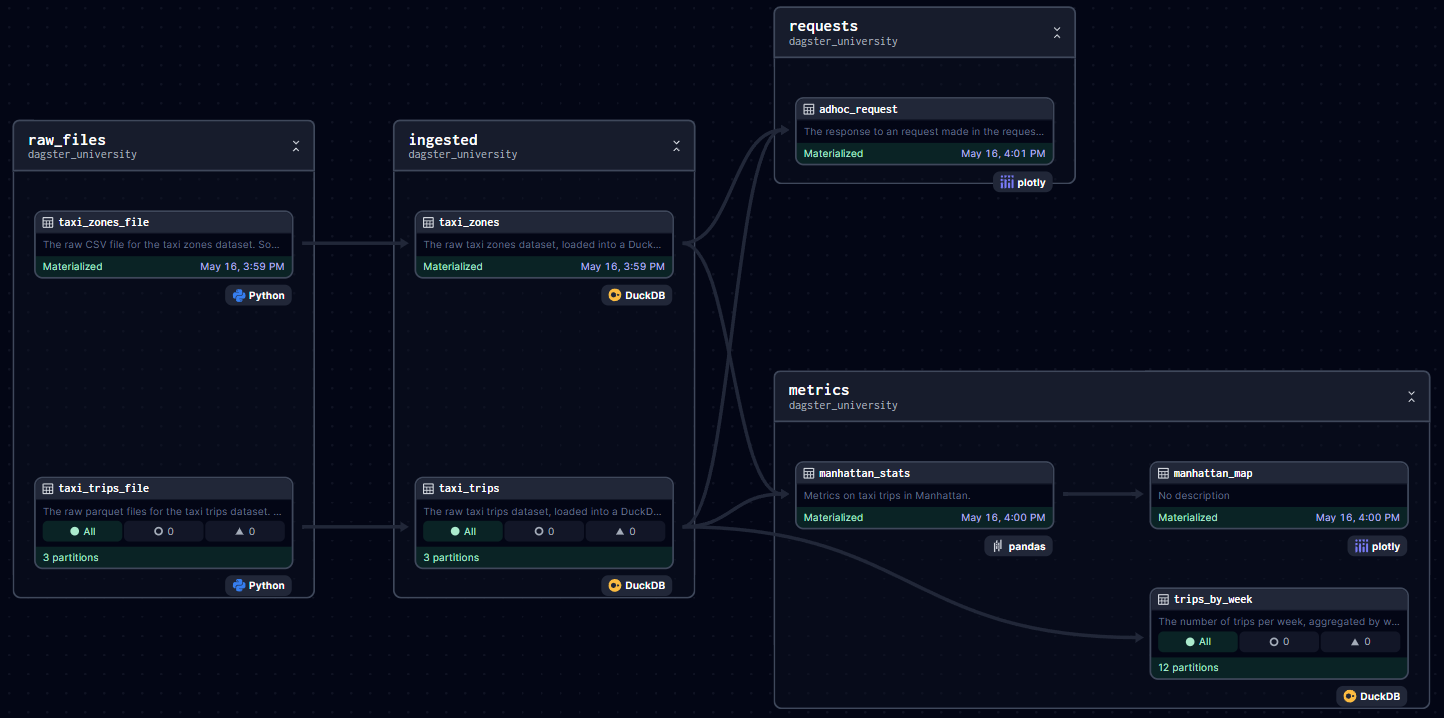 raw_files
dagster_university
taxi_zones_file
The raw CSV file for the taxi zones dataset. So...
Materialized May 16, 3:59 PM
Python
taxi_trips_file
The raw parquet files for the taxi trips dataset. ...
All 0 0
3 partitions
Python
ingested
dagster_university
taxi_zones
The raw taxi zones dataset, loaded into a Duck...
Materialized May 16, 3:59 PM
DuckDB
taxi_trips
The raw taxi trips dataset, loaded into a DuckD...
All 0 0
3 partitions
DuckDB
requests
dagster_university
adhoc_request
The response to an request made in the reques...
Materialized May 16, 4:01 PM
plotly
metrics
dagster_university
manhattan_stats
Metrics on taxi trips in Manhattan.
Materialized May 16, 4:00 PM
pandas
manhattan_map
No description
Materialized May 16, 4:00 PM
plotly
trips_by_week
The number of trips per week, aggregated by w...
All 0 0
12 partitions
DuckDB